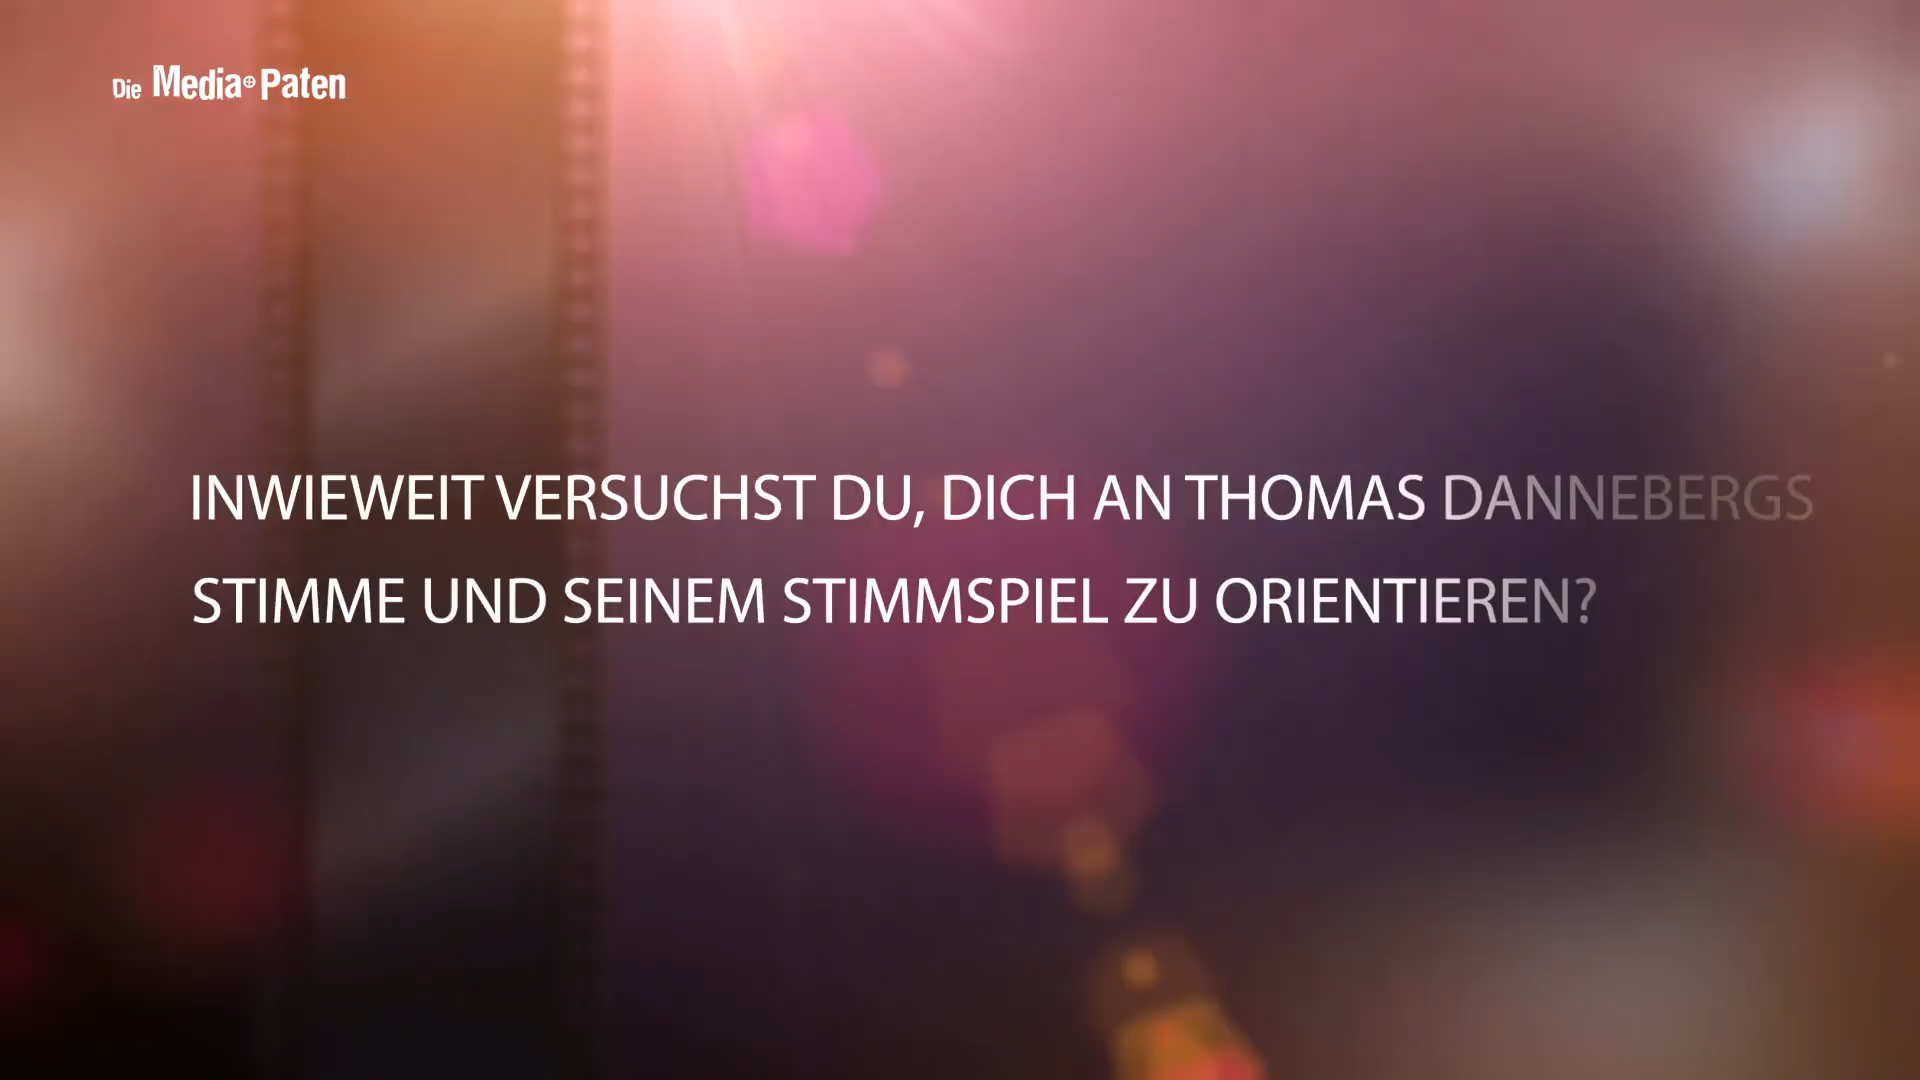 Die Media Paten
INWIEWEIT VERSUCHST DU, DICH AN THOMAS DANNEBERGS
STIMME UND SEINEM STIMMSPIEL ZU ORIENTIEREN?